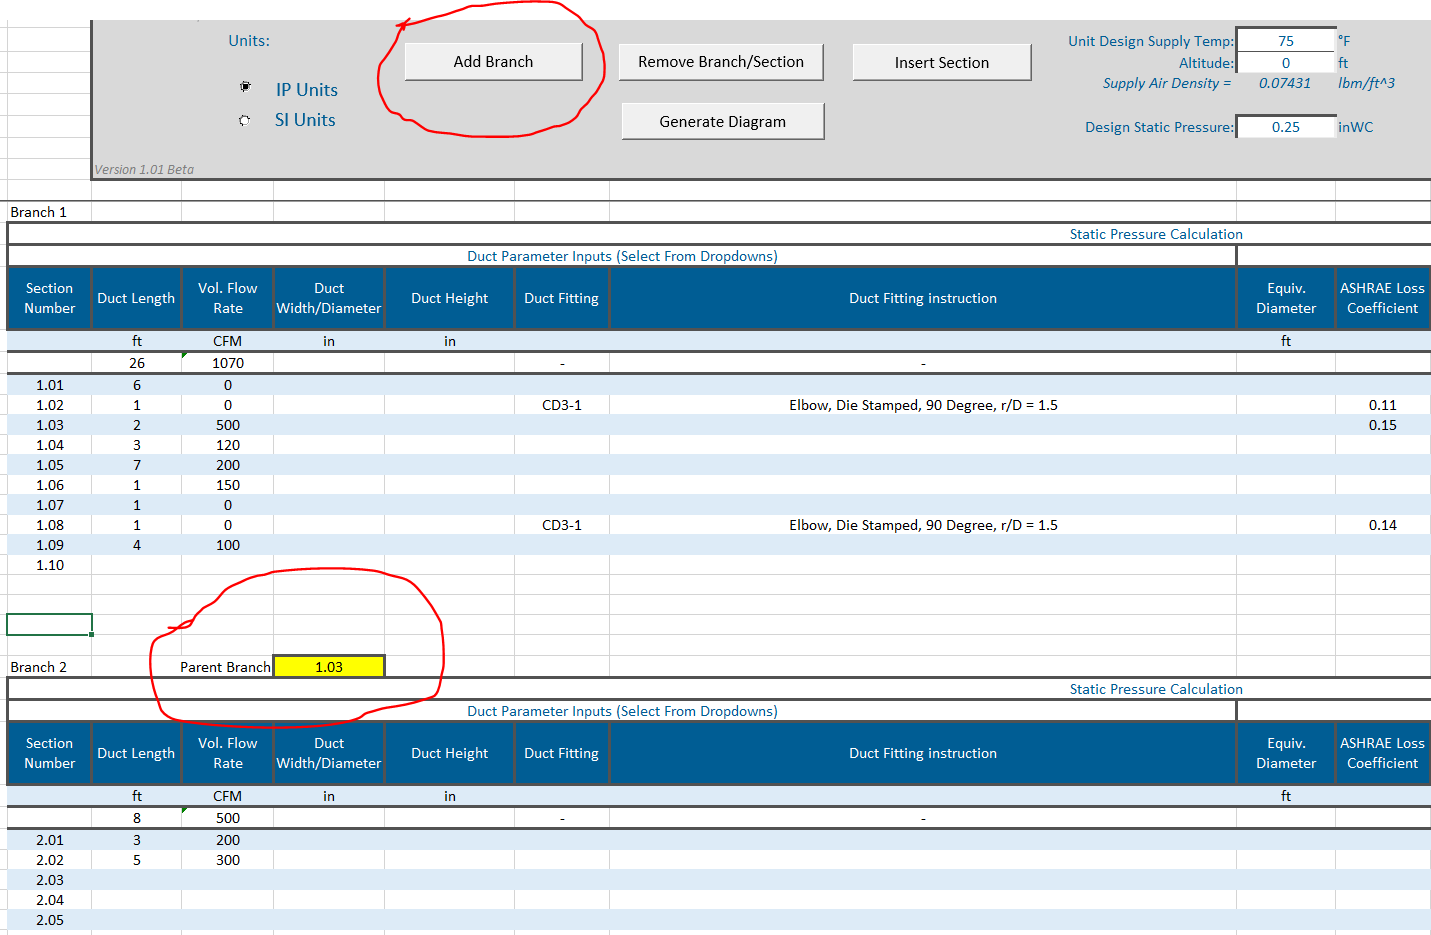 Units:
IP Units
SI Units
Version 1.01 Beta
Add Branch
Remove Branch/Section
Insert Section
Generate Diagram
Unit Design Supply Temp: 75 °F
Altitude: 0 ft
Supply Air Density = 0.07431 lbm/ft^3
Design Static Pressure: 0.25 inWC
Branch 1
Static Pressure Calculation
Duct Parameter Inputs (Select From Dropdowns)
Section Number Duct Length Vol. Flow Rate Duct Width/Diameter Duct Height Duct Fitting Duct Fitting instruction Equiv. Diameter ASHRAE Loss Coefficient
ft CFM in in ft
26 1070 - -
1.01 6 0
1.02 1 0 CD3-1 Elbow, Die Stamped, 90 Degree, r/D = 1.5 0.11
1.03 2 500 0.15
1.04 3 120
1.05 7 200
1.06 1 150
1.07 1 0
1.08 1 0 CD3-1 Elbow, Die Stamped, 90 Degree, r/D = 1.5 0.14
1.09 4 100
1.10
Branch 2 Parent Branch 1.03
Static Pressure Calculation
Duct Parameter Inputs (Select From Dropdowns)
Section Number Duct Length Vol. Flow Rate Duct Width/Diameter Duct Height Duct Fitting Duct Fitting instruction Equiv. Diameter ASHRAE Loss Coefficient
ft CFM in in ft
8 500 - -
2.01 3 200
2.02 5 300
2.03
2.04
2.05